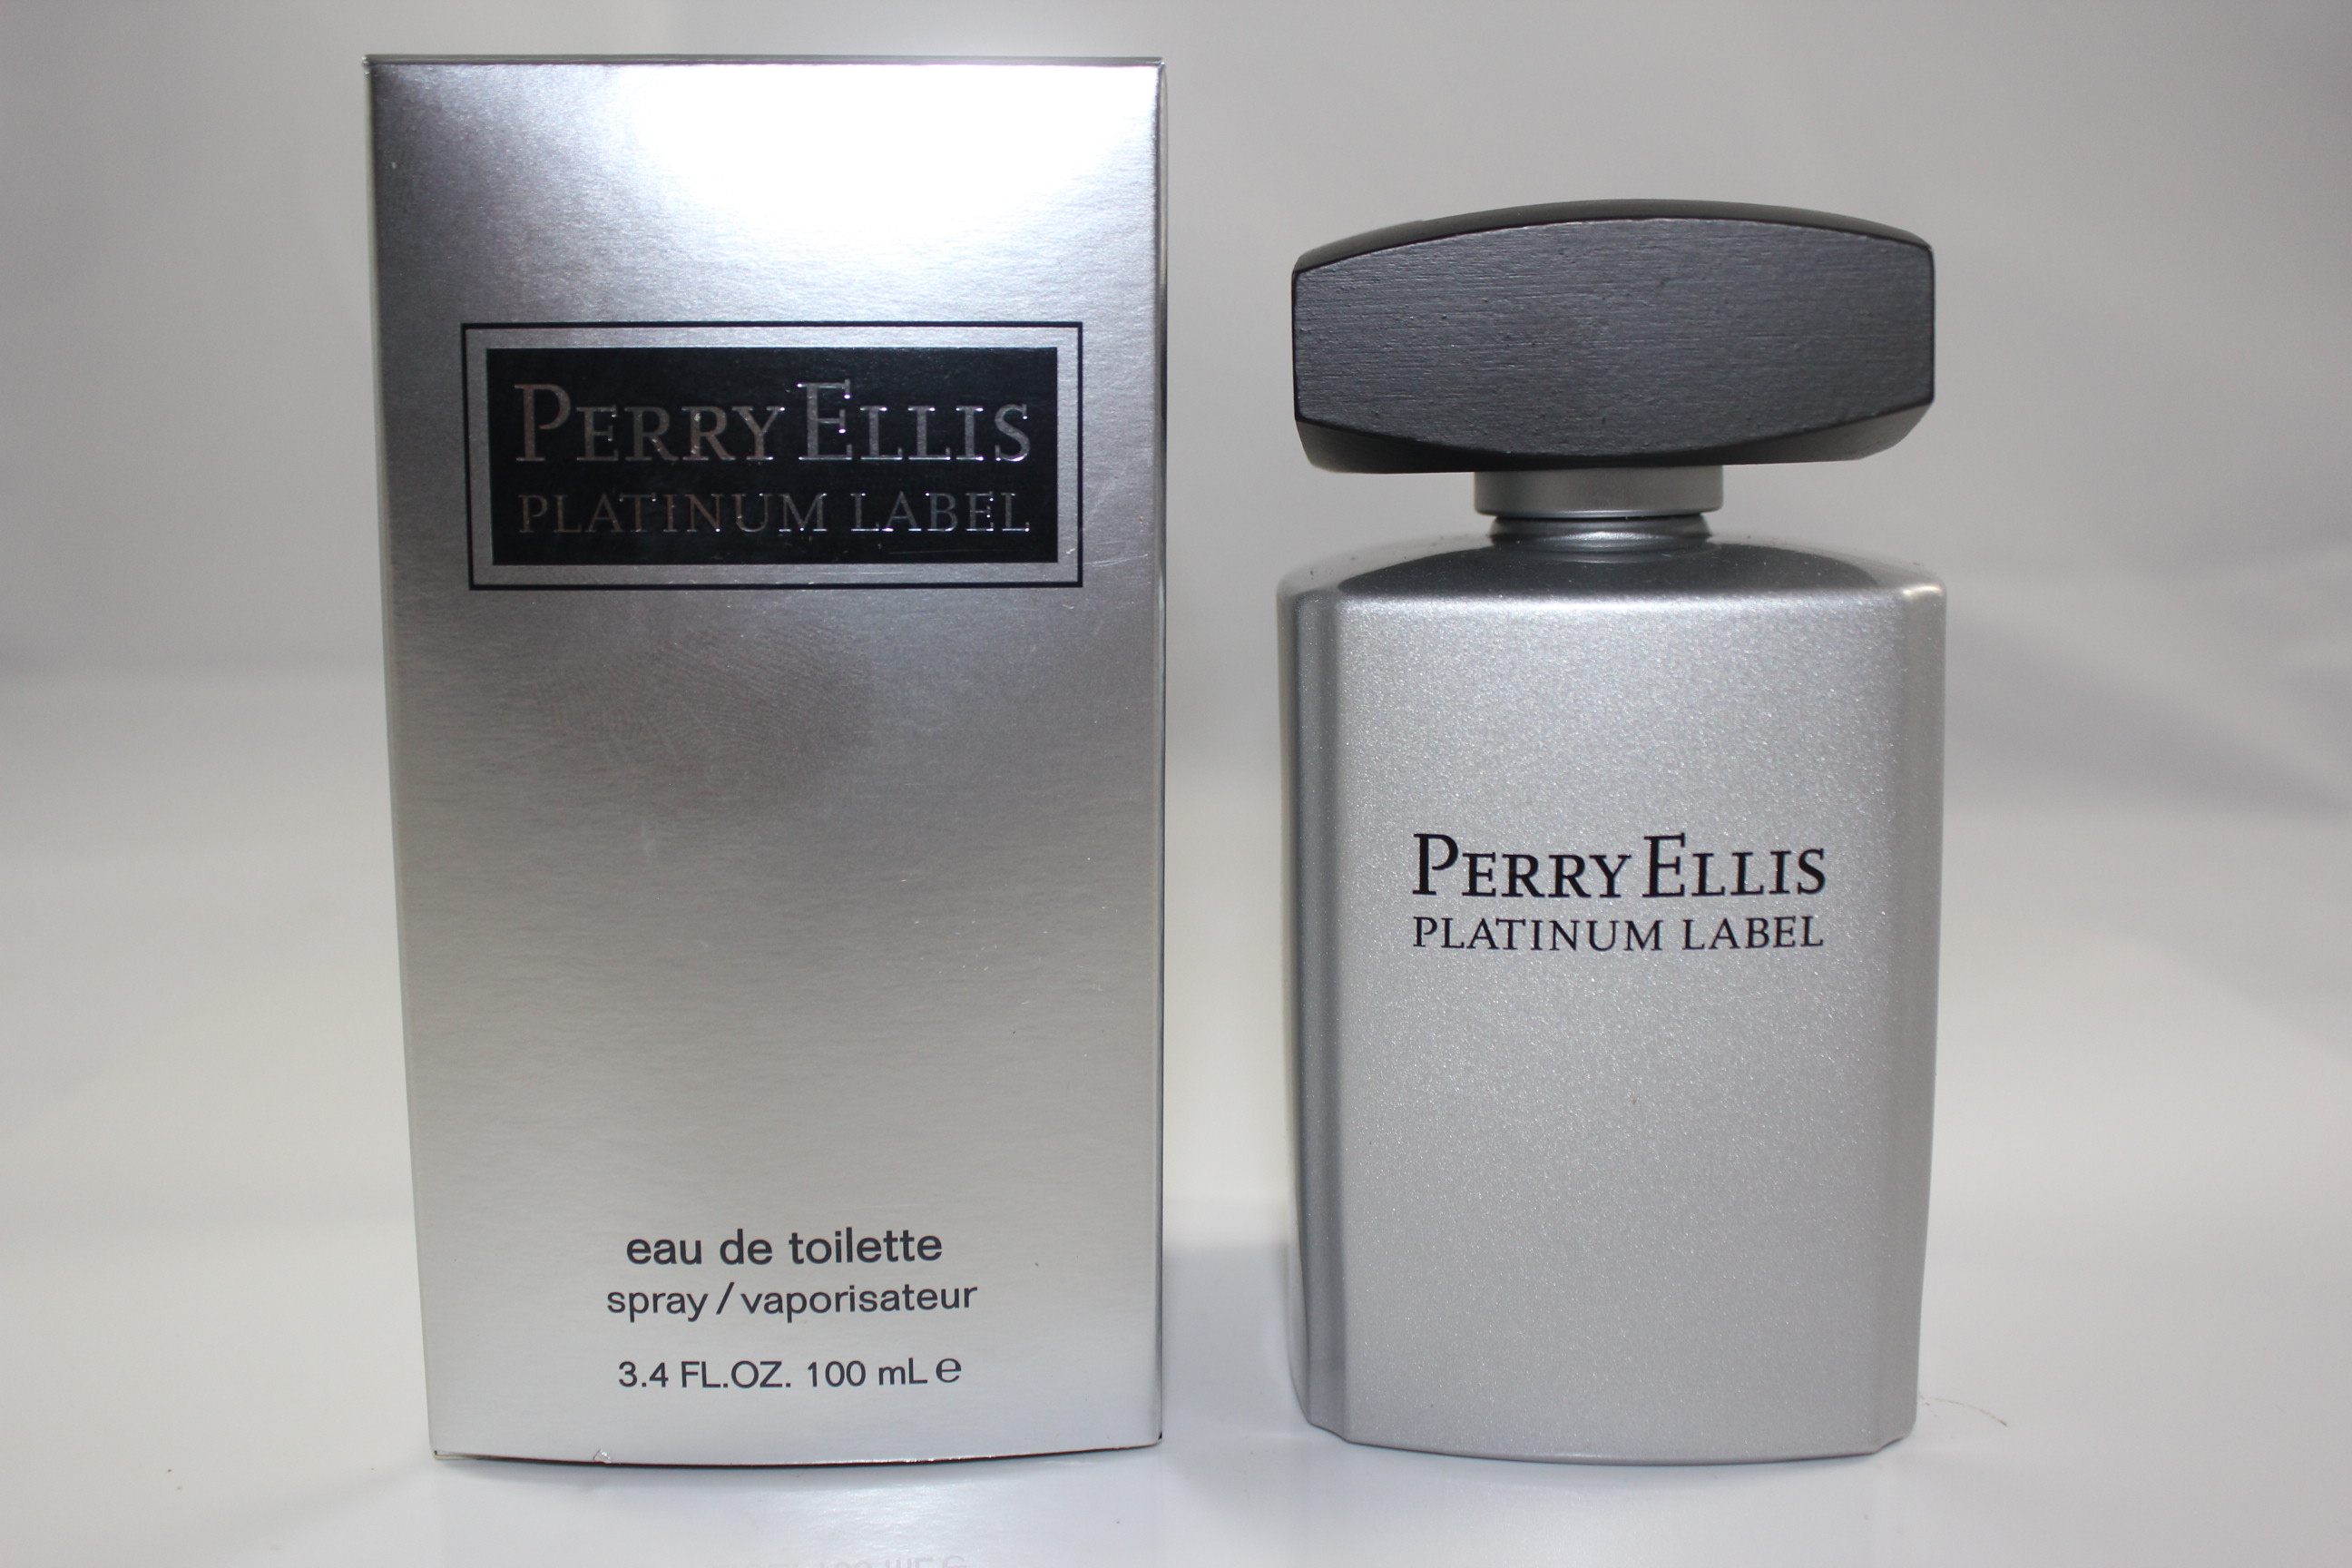 PERRY ELLIS
PLATINUM LABEL
eau de toilette
spray / vaporisateur
3.4 FL.OZ. 100 mL ℮
PERRY ELLIS
PLATINUM LABEL